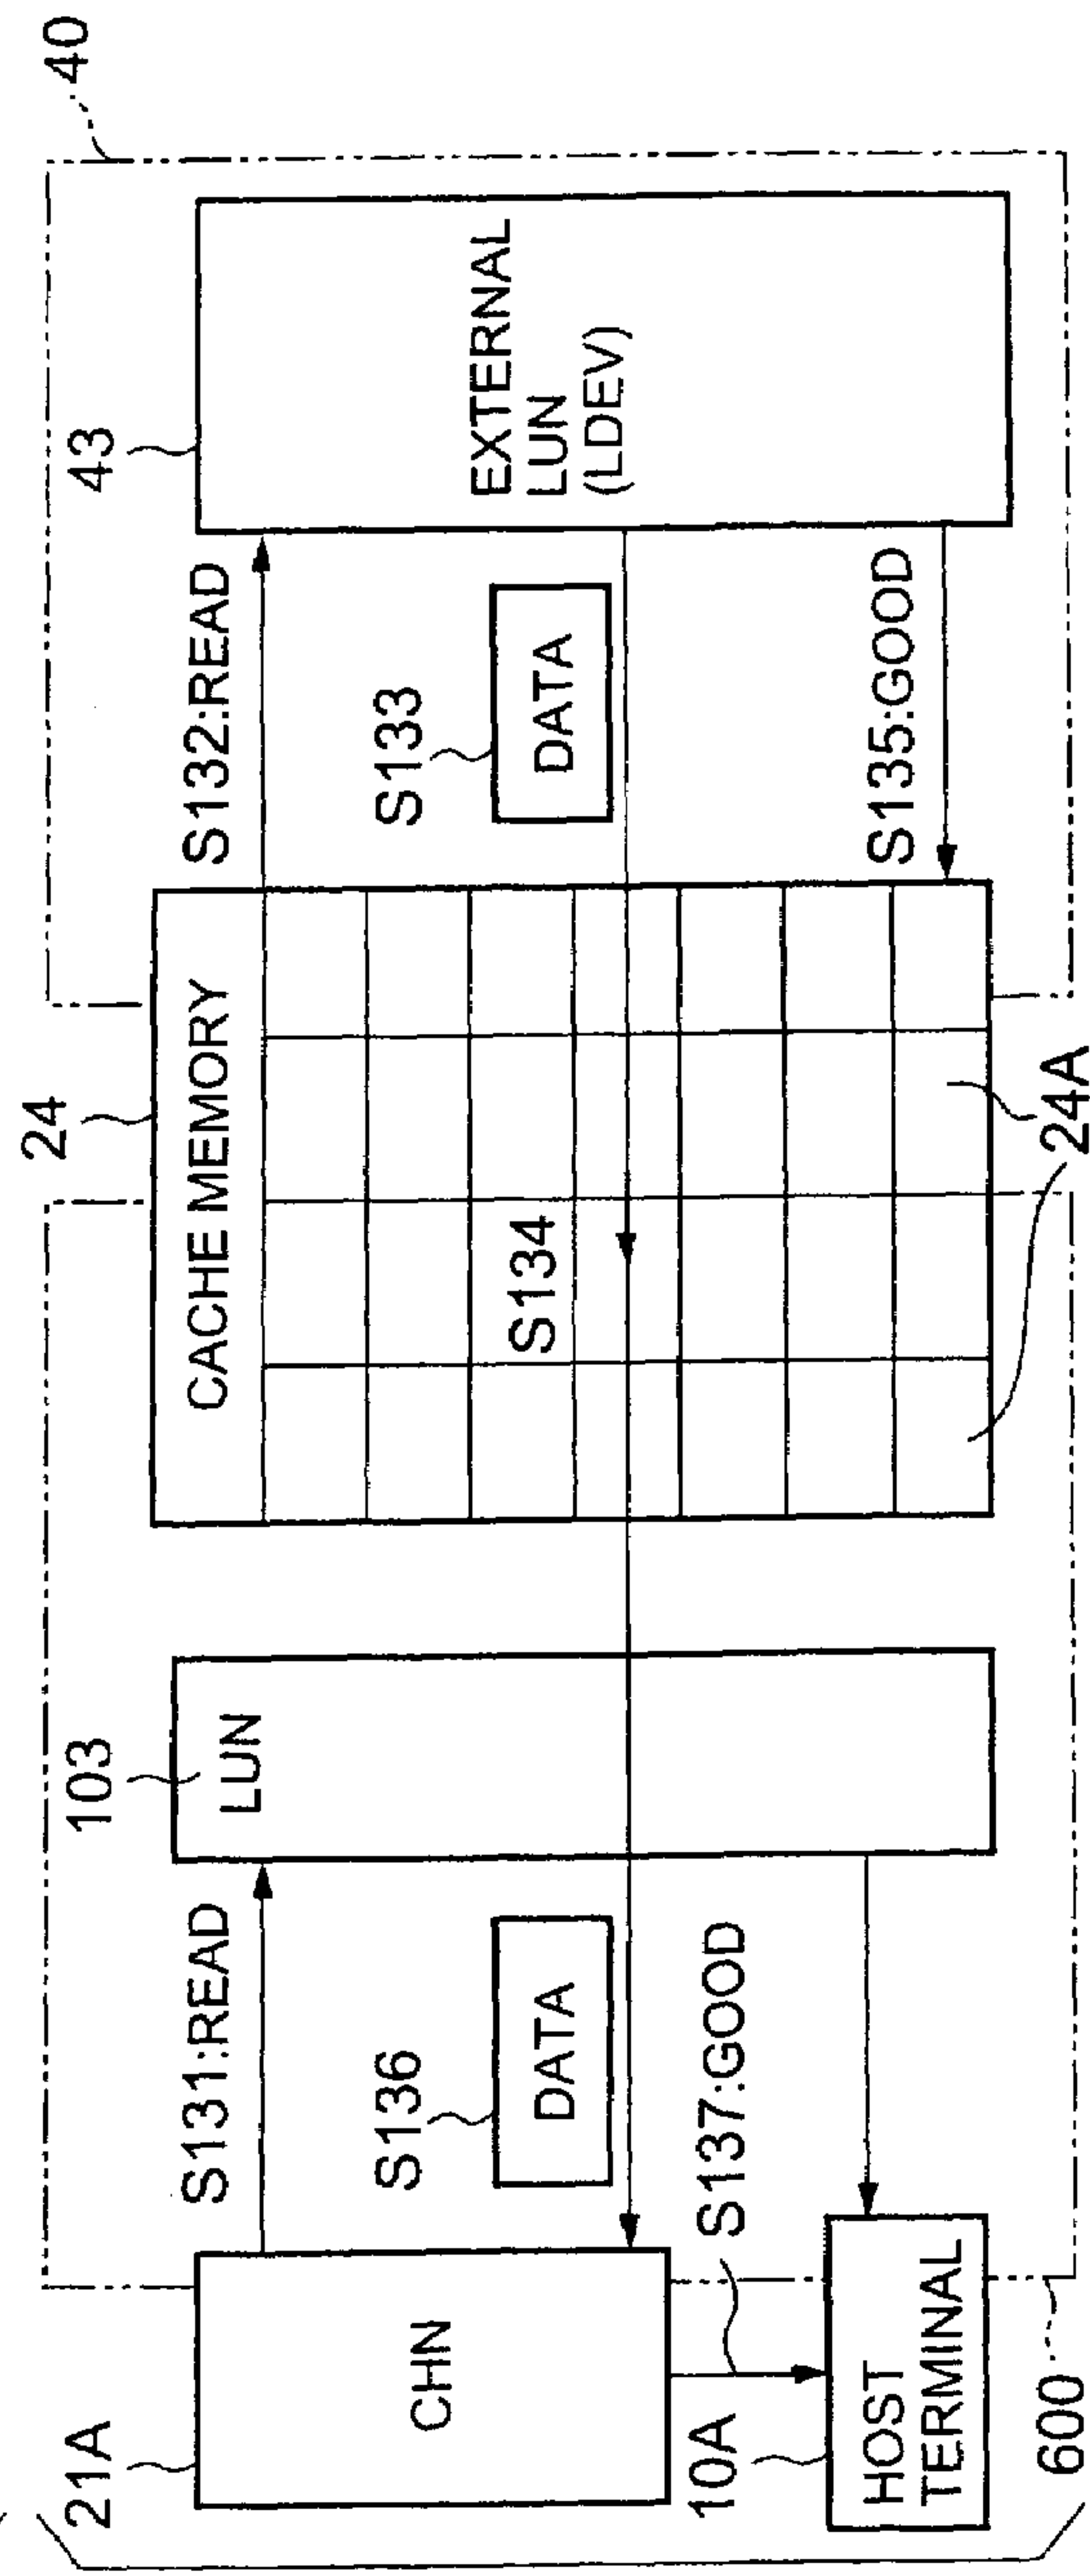 40
24
43
21A
103
CACHE MEMORY
S131:READ
LUN
S132:READ
CHN
S136
DATA
S134
S133
DATA
EXTERNAL
LUN
(LDEV)
S137:GOOD
S135:GOOD
10A
HOST
TERMINAL
600
24A